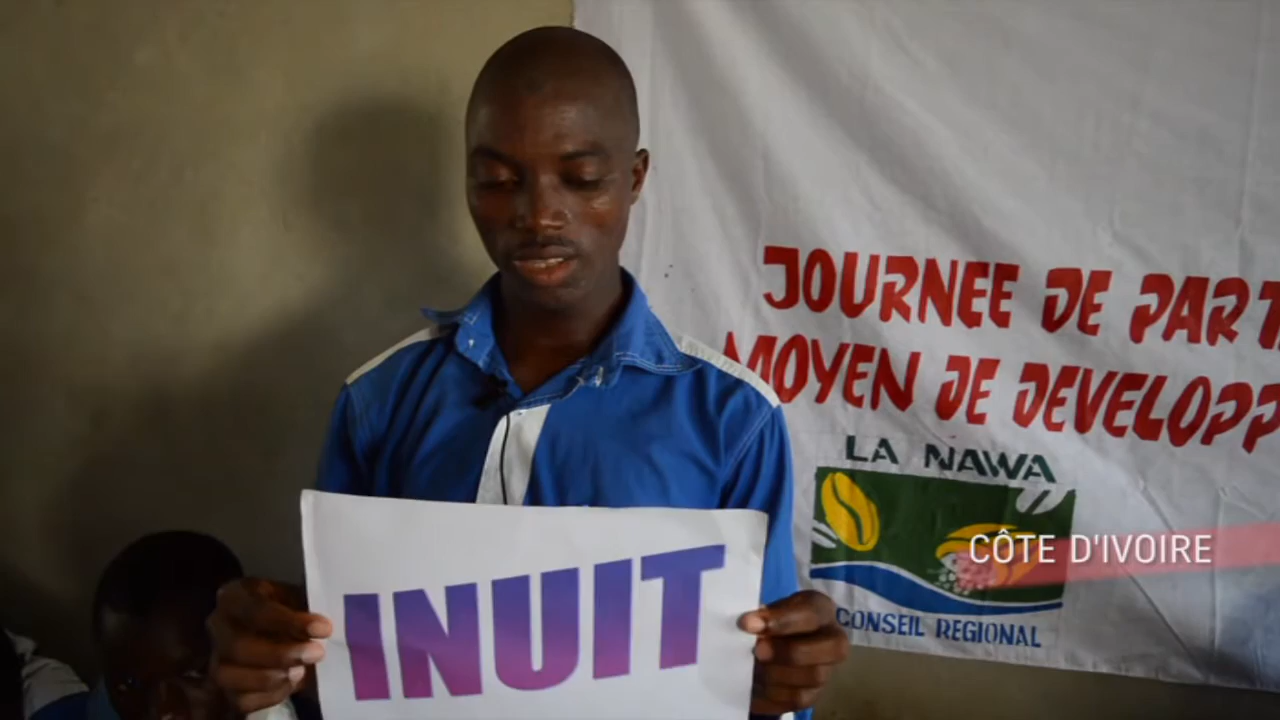 JOURNEE DE PART
MOYEN DE DEVELOPP
LA NAWA
CÔTE D'IVOIRE
CONSEIL REGIONAL
INUIT